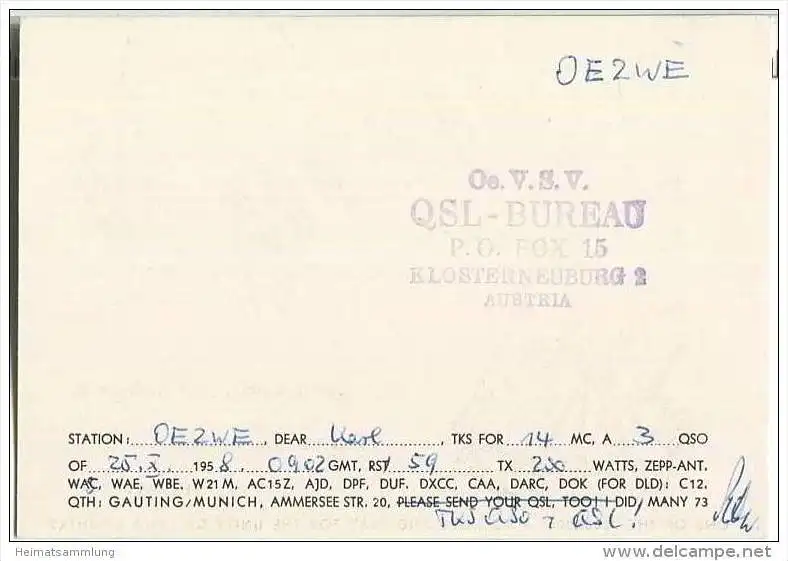 OE2WE
Oe.V.S.V.
QSL-BUREAU
P.O. BOX 15
KLOSTERNEUBURG 2
AUSTRIA
STATION: OE2WE, DEAR Karl, TKS FOR 14 MC, A 3 QSO
OF 25. X. 1958, 0902 GMT, RST 59 TX 200 WATTS, ZEPP-ANT.
WAC, WAE, WBE, W21M, AC15Z, AJD, DPF, DUF, DXCC, CAA, DARC, DOK (FOR DLD): C12.
QTH: GAUTING/MUNICH, AMMERSEE STR. 20, PLEASE SEND YOUR QSL, TOO!! DID, MANY 73
TKS QSO + QSL!
Heimatsammlung
www.delcampe.net